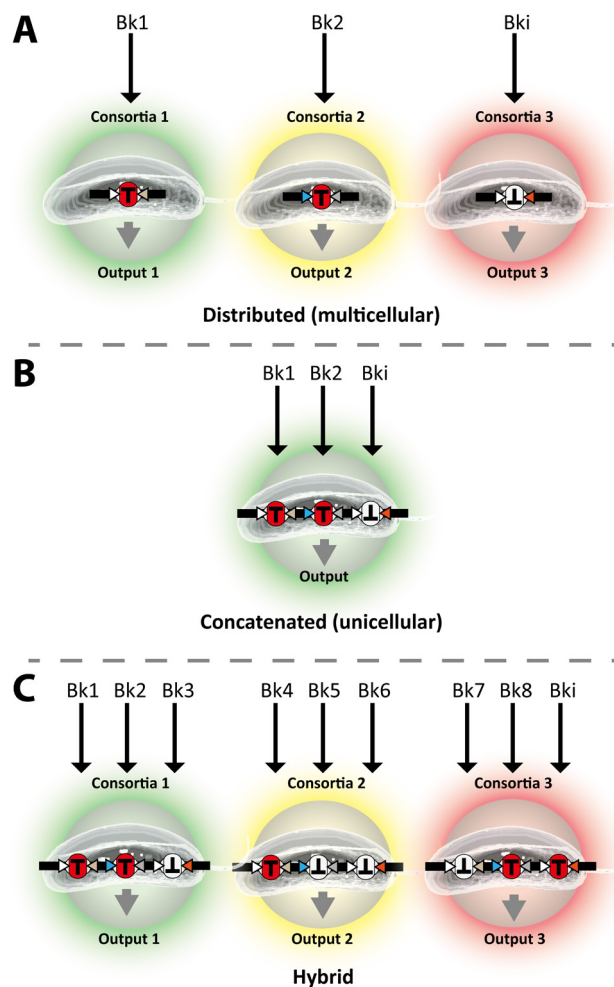 A
Bk1 Bk2 Bki
Consortia 1 Consortia 2 Consortia 3
T T T
Output 1 Output 2 Output 3
Distributed (multicellular)
B
Bk1 Bk2 Bki
T T T
Output
Concatenated (unicellular)
C
Bk1 Bk2 Bk3 Bk4 Bk5 Bk6 Bk7 Bk8 Bki
Consortia 1 Consortia 2 Consortia 3
T T T T T T T T T
Output 1 Output 2 Output 3
Hybrid